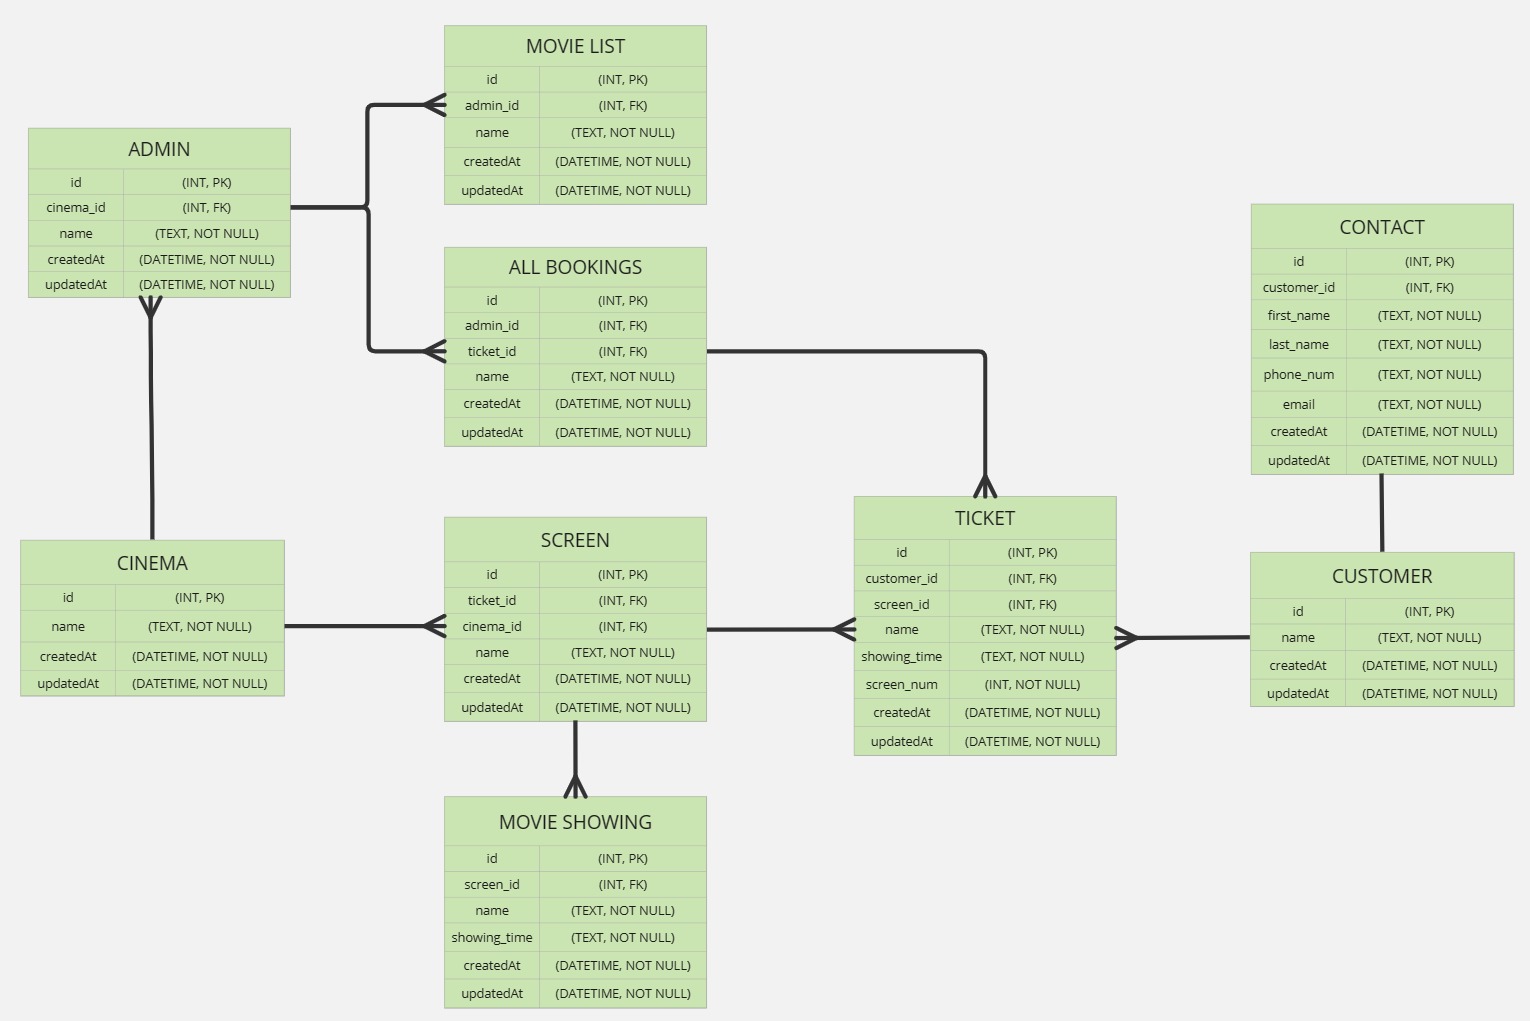 MOVIE LIST
id (INT, PK)
admin_id (INT, FK)
name (TEXT, NOT NULL)
createdAt (DATETIME, NOT NULL)
updatedAt (DATETIME, NOT NULL)
ADMIN
id (INT, PK)
cinema_id (INT, FK)
name (TEXT, NOT NULL)
createdAt (DATETIME, NOT NULL)
updatedAt (DATETIME, NOT NULL)
ALL BOOKINGS
id (INT, PK)
admin_id (INT, FK)
ticket_id (INT, FK)
name (TEXT, NOT NULL)
createdAt (DATETIME, NOT NULL)
updatedAt (DATETIME, NOT NULL)
CONTACT
id (INT, PK)
customer_id (INT, FK)
first_name (TEXT, NOT NULL)
last_name (TEXT, NOT NULL)
phone_num (TEXT, NOT NULL)
email (TEXT, NOT NULL)
createdAt (DATETIME, NOT NULL)
updatedAt (DATETIME, NOT NULL)
CINEMA
id (INT, PK)
name (TEXT, NOT NULL)
createdAt (DATETIME, NOT NULL)
updatedAt (DATETIME, NOT NULL)
SCREEN
id (INT, PK)
ticket_id (INT, FK)
cinema_id (INT, FK)
name (TEXT, NOT NULL)
createdAt (DATETIME, NOT NULL)
updatedAt (DATETIME, NOT NULL)
TICKET
id (INT, PK)
customer_id (INT, FK)
screen_id (INT, FK)
name (TEXT, NOT NULL)
showing_time (TEXT, NOT NULL)
screen_num (INT, NOT NULL)
createdAt (DATETIME, NOT NULL)
updatedAt (DATETIME, NOT NULL)
CUSTOMER
id (INT, PK)
name (TEXT, NOT NULL)
createdAt (DATETIME, NOT NULL)
updatedAt (DATETIME, NOT NULL)
MOVIE SHOWING
id (INT, PK)
screen_id (INT, FK)
name (TEXT, NOT NULL)
showing_time (TEXT, NOT NULL)
createdAt (DATETIME, NOT NULL)
updatedAt (DATETIME, NOT NULL)